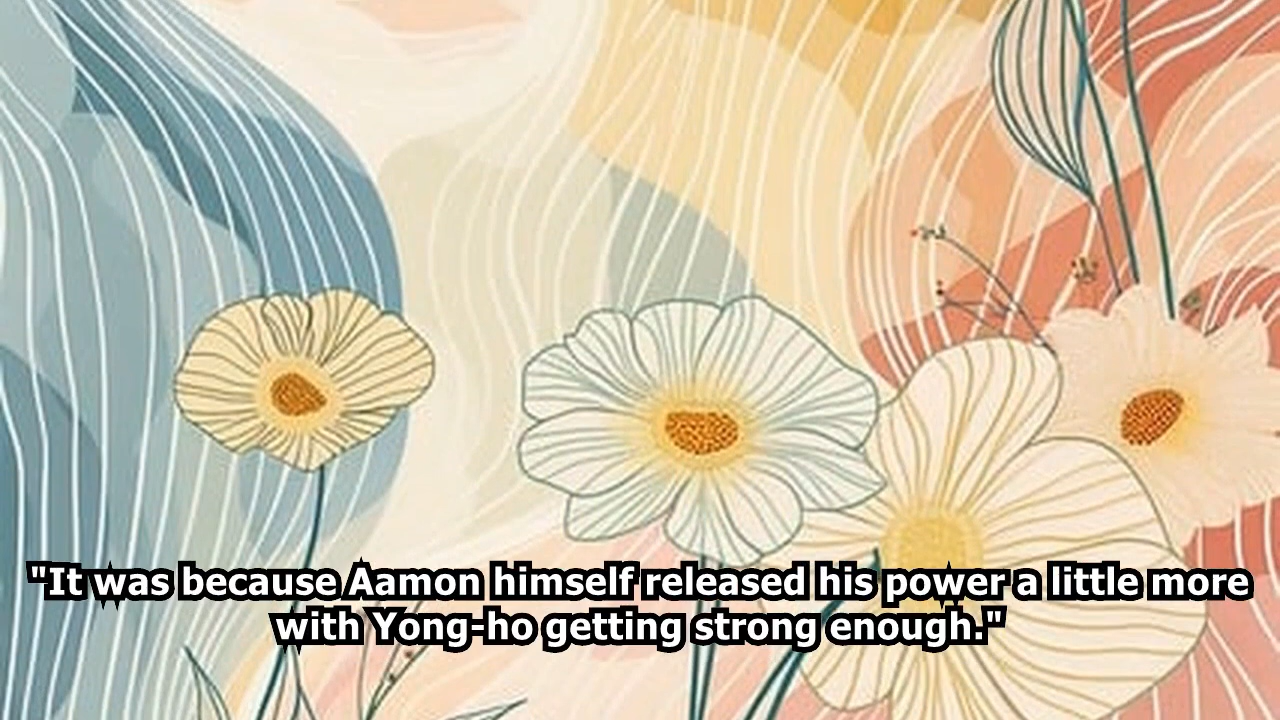 "It was because Aamon himself released his power a little more
with Yong-ho getting strong enough."